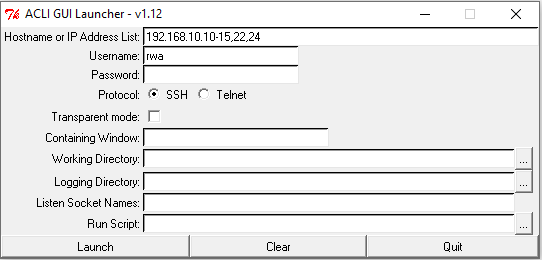 ACLI GUI Launcher - v1.12
Hostname or IP Address List: 192.168.10.10-15,22,24
Username: rwa
Password:
Protocol: SSH Telnet
Transparent mode:
Containing Window:
Working Directory: ...
Logging Directory: ...
Listen Socket Names:
Run Script: ...
Launch Clear Quit